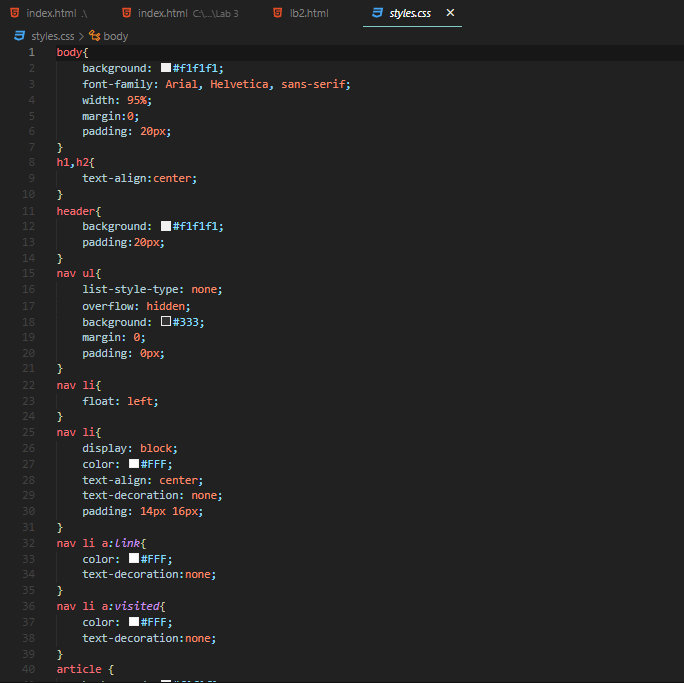 index.html .\ index.html C:\...\Lab 3 lb2.html styles.css ×
styles.css > body
1 body{
2 background: #f1f1f1;
3 font-family: Arial, Helvetica, sans-serif;
4 width: 95%;
5 margin:0;
6 padding: 20px;
7 }
8 h1,h2{
9 text-align:center;
10 }
11 header{
12 background: #f1f1f1;
13 padding:20px;
14 }
15 nav ul{
16 list-style-type: none;
17 overflow: hidden;
18 background: #333;
19 margin: 0;
20 padding: 0px;
21 }
22 nav li{
23 float: left;
24 }
25 nav li{
26 display: block;
27 color: #FFF;
28 text-align: center;
29 text-decoration: none;
30 padding: 14px 16px;
31 }
32 nav li a:link{
33 color: #FFF;
34 text-decoration:none;
35 }
36 nav li a:visited{
37 color: #FFF;
38 text-decoration:none;
39 }
40 article {